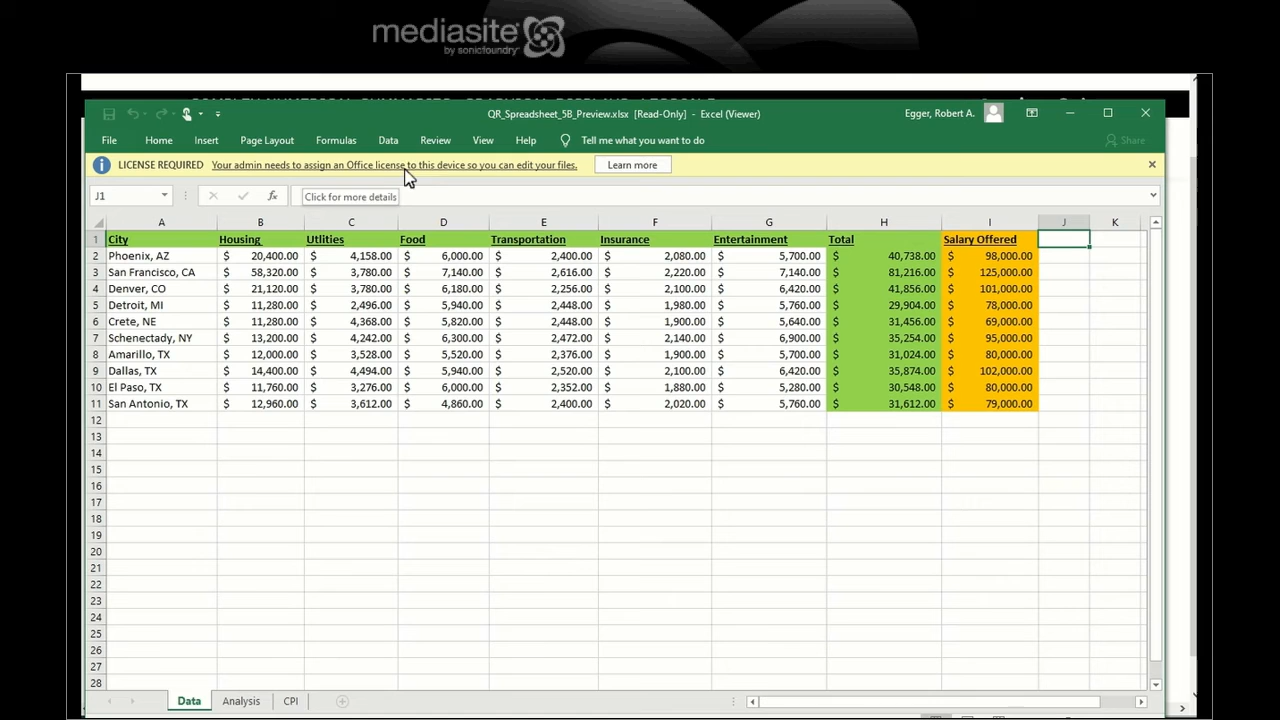 mediasite
by sonicfoundry
QR_Spreadsheet_5B_Preview.xlsx [Read-Only] - Excel (Viewer)
Egger, Robert A.
File Home Insert Page Layout Formulas Data Review View Help Tell me what you want to do Share
LICENSE REQUIRED Your admin needs to assign an Office license to this device so you can edit your files. Learn more
J1 fx Click for more details
A B C D E F G H I J K
1 City Housing Utlities Food Transportation Insurance Entertainment Total Salary Offered
2 Phoenix, AZ $ 20,400.00 $ 4,158.00 $ 6,000.00 $ 2,400.00 $ 2,080.00 $ 5,700.00 $ 40,738.00 $ 98,000.00
3 San Francisco, CA $ 58,320.00 $ 3,780.00 $ 7,140.00 $ 2,616.00 $ 2,220.00 $ 7,140.00 $ 81,216.00 $ 125,000.00
4 Denver, CO $ 21,120.00 $ 3,780.00 $ 6,180.00 $ 2,256.00 $ 2,100.00 $ 6,420.00 $ 41,856.00 $ 101,000.00
5 Detroit, MI $ 11,280.00 $ 2,496.00 $ 5,940.00 $ 2,448.00 $ 1,980.00 $ 5,760.00 $ 29,904.00 $ 78,000.00
6 Crete, NE $ 11,280.00 $ 4,368.00 $ 5,820.00 $ 2,448.00 $ 1,900.00 $ 5,640.00 $ 31,456.00 $ 69,000.00
7 Schenectady, NY $ 13,200.00 $ 4,242.00 $ 6,300.00 $ 2,472.00 $ 2,140.00 $ 6,900.00 $ 35,254.00 $ 95,000.00
8 Amarillo, TX $ 12,000.00 $ 3,528.00 $ 5,520.00 $ 2,376.00 $ 1,900.00 $ 5,700.00 $ 31,024.00 $ 80,000.00
9 Dallas, TX $ 14,400.00 $ 4,494.00 $ 5,940.00 $ 2,520.00 $ 2,100.00 $ 6,420.00 $ 35,874.00 $ 102,000.00
10 El Paso, TX $ 11,760.00 $ 3,276.00 $ 6,000.00 $ 2,352.00 $ 1,880.00 $ 5,280.00 $ 30,548.00 $ 80,000.00
11 San Antonio, TX $ 12,960.00 $ 3,612.00 $ 4,860.00 $ 2,400.00 $ 2,020.00 $ 5,760.00 $ 31,612.00 $ 79,000.00
12
13
14
15
16
17
18
19
20
21
22
23
24
25
26
27
28
Data Analysis CPI